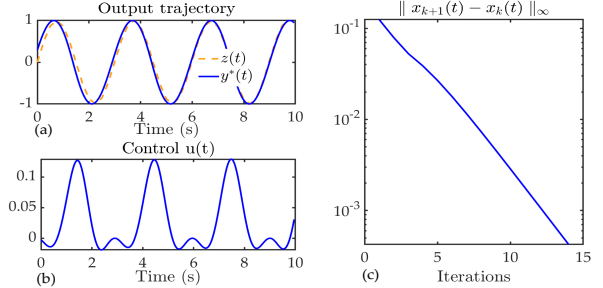 Output trajectory
1
0
-1
z(t)
y*(t)
0 2 4 6 8 10
(a)
Time (s)
Control u(t)
0.1
0.05
0
0 2 4 6 8 10
(b)
Time (s)
‖ x_{k+1}(t) − x_k(t) ‖_∞
10^{-1}
10^{-2}
10^{-3}
0 5 10 15
(c)
Iterations